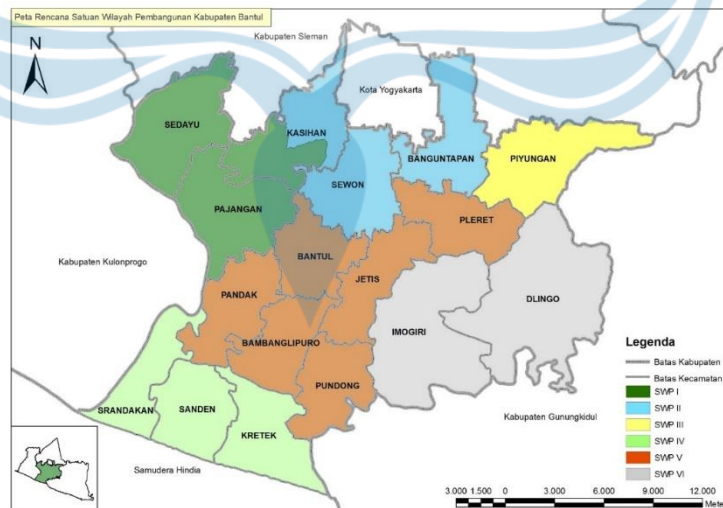 Peta Rencana Satuan Wilayah Pembangunan Kabupaten Bantul
Kabupaten Sleman
N
Kota Yogyakarta
SEDAYU
KASIHAN
BANGUNTAPAN
PIYUNGAN
SEWON
PAJANGAN
PLERET
Kabupaten Kulonprogo
BANTUL
JETIS
PANDAK
DLINGO
IMOGIRI
BAMBANGLIPURO
PUNDONG
SRANDAKAN
SANDEN
KRETEK
Kabupaten Gunungkidul
Samudera Hindia
Legenda
Batas Kabupaten
Batas Kecamatan
SWP I
SWP II
SWP III
SWP IV
SWP V
SWP VI
3.000 1.500 0 3.000 6.000 9.000 12.000
Mete